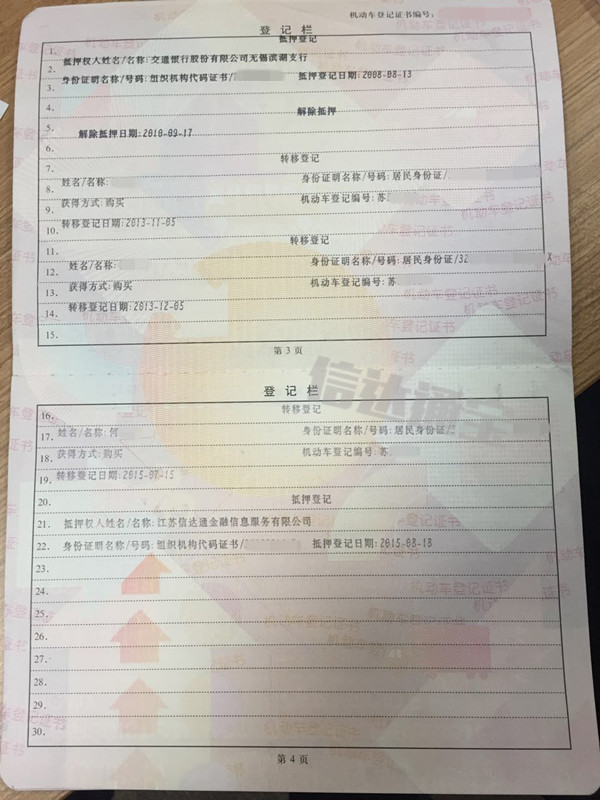 机动车登记证书编号:
登记栏
1. 抵押登记
2. 抵押权人姓名/名称:交通银行股份有限公司无锡滨湖支行
3. 身份证明名称/号码:组织机构代码证书/ 抵押登记日期:2008-08-13
4. 解除抵押
5. 解除抵押日期:2010-09-17
6.
7. 转移登记
8. 姓名/名称: 身份证明名称/号码:居民身份证/
9. 获得方式:购买 机动车登记编号:苏
10. 转移登记日期:2013-11-05
11. 转移登记
12. 姓名/名称: 身份证明名称/号码:居民身份证/32 X
13. 获得方式:购买 机动车登记编号:苏
14. 转移登记日期:2013-12-05
15.
第3页
登记栏
信达通
16. 转移登记
17. 姓名/名称:何 身份证明名称/号码:居民身份证/
18. 获得方式:购买 机动车登记编号:苏
19. 转移登记日期:2015-07-15
20. 抵押登记
21. 抵押权人姓名/名称:江苏信达通金融信息服务有限公司
22. 身份证明名称/号码:组织机构代码证书/ 抵押登记日期:2015-08-18
23.
24.
25.
26.
27.
28.
29.
30.
第4页